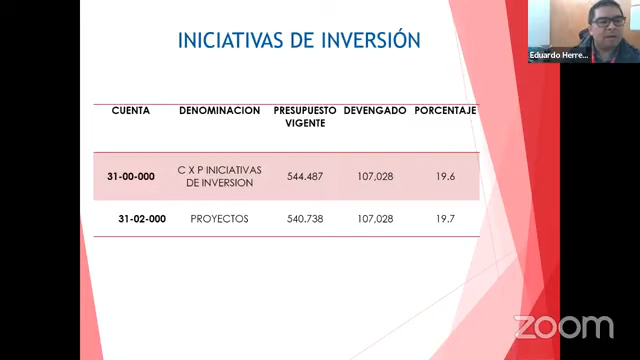 INICIATIVAS DE INVERSIÓN
Eduardo Herre...
CUENTA DENOMINACION PRESUPUESTO VIGENTE DEVENGADO PORCENTAJE
31-00-000 C X P INICIATIVAS DE INVERSION 544.487 107,028 19.6
31-02-000 PROYECTOS 540.738 107,028 19.7
zoom